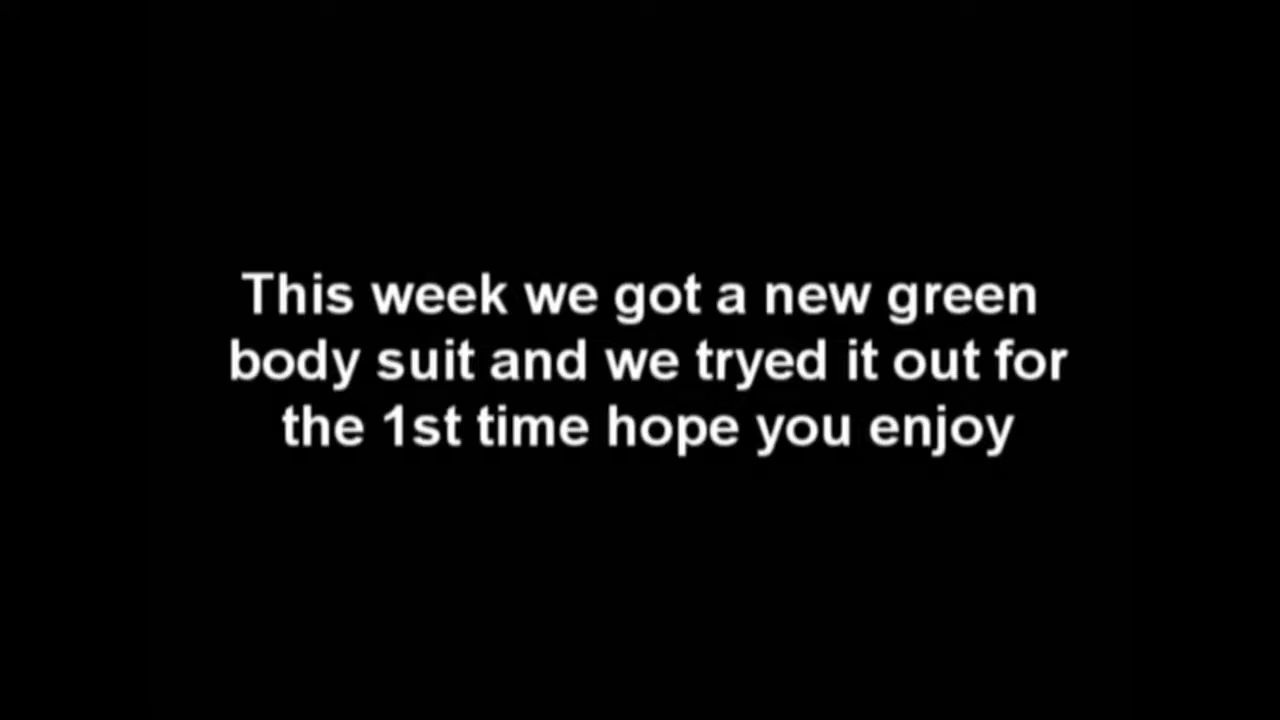 This week we got a new green
body suit and we tryed it out for
the 1st time hope you enjoy